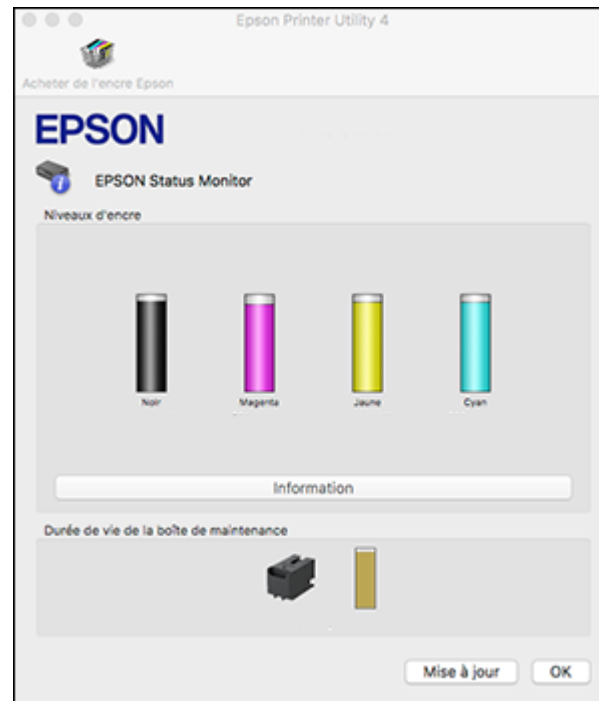 Epson Printer Utility 4
Acheter de l'encre Epson
EPSON
EPSON Status Monitor
Niveaux d'encre
Noir
Magenta
Jaune
Cyan
Information
Durée de vie de la boîte de maintenance
Mise à jour
OK